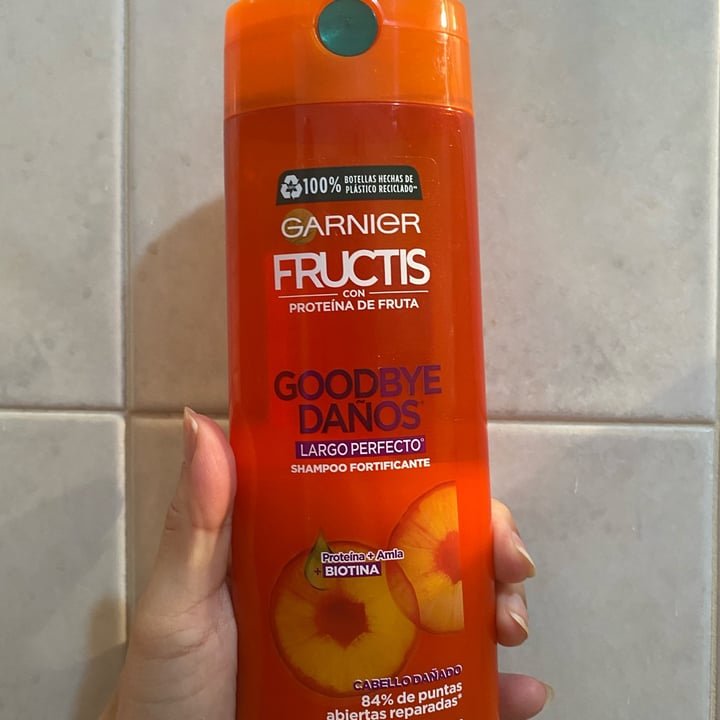 100% BOTELLAS HECHAS DE
PLÁSTICO RECICLADO**
GARNIER
FRUCTIS
CON
PROTEÍNA DE FRUTA
GOODBYE
DAÑOS+
LARGO PERFECTO°
SHAMPOO FORTIFICANTE
Proteína + Amla
+ BIOTINA
CABELLO DAÑADO
84% de puntas
abiertas reparadas*